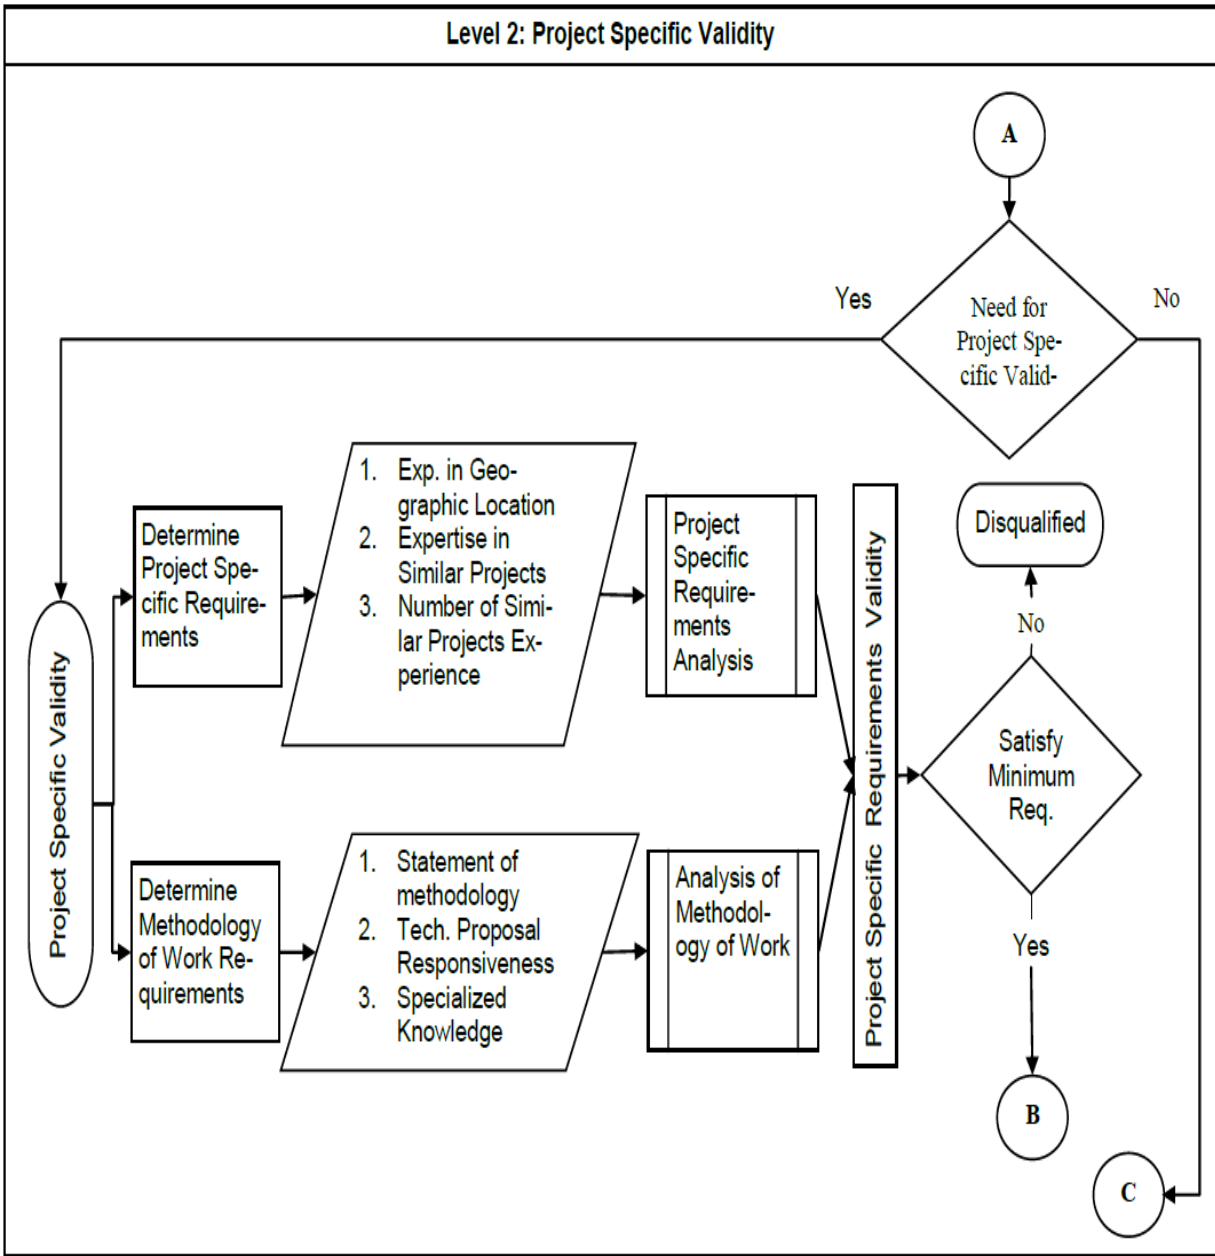 Level 2: Project Specific Validity
A
Yes
No
Need for
Project Spe-
cific Valid-
Project Specific Validity
Determine
Project Spe-
cific Require-
ments
1. Exp. in Geo-
graphic Location
2. Expertise in
Similar Projects
3. Number of Simi-
lar Projects Ex-
perience
Project
Specific
Require-
ments
Analysis
Determine
Methodology
of Work Re-
quirements
1. Statement of
methodology
2. Tech. Proposal
Responsiveness
3. Specialized
Knowledge
Analysis of
Methodol-
ogy of Work
Project Specific Requirements Validity
Disqualified
No
Satisfy
Minimum
Req.
Yes
B
C